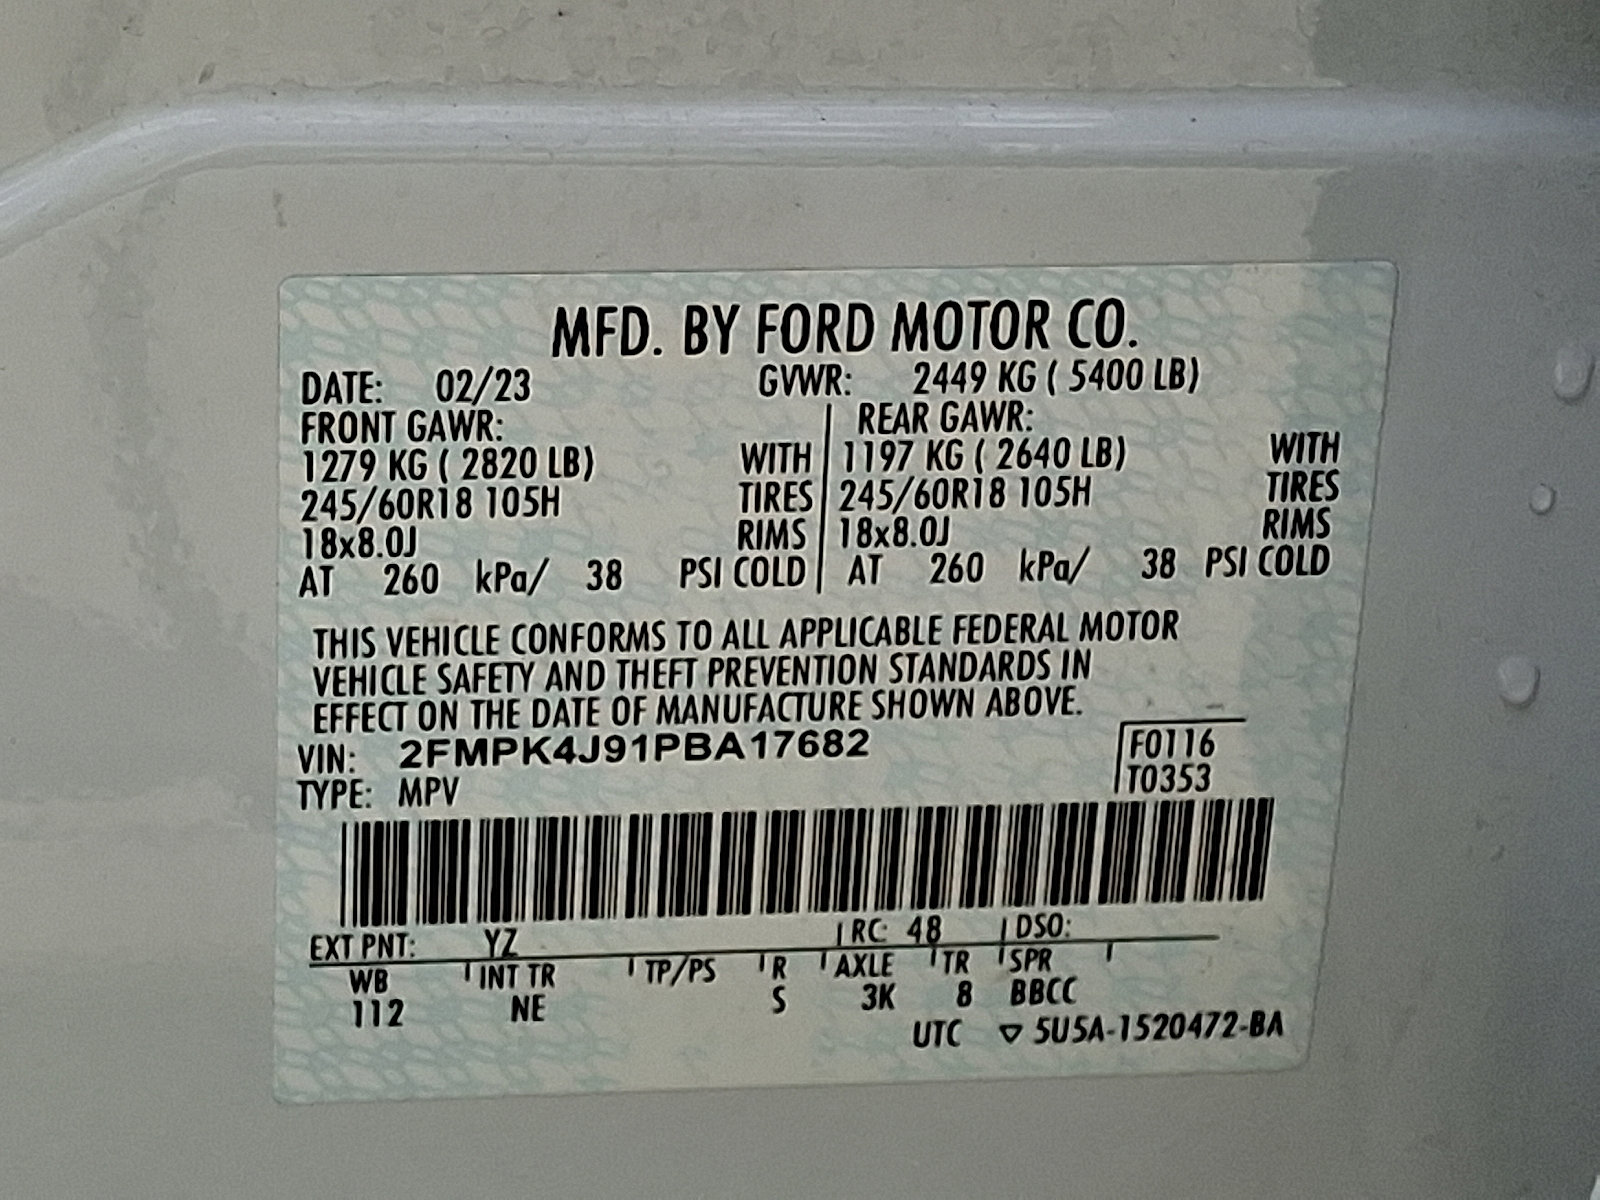 MFD. BY FORD MOTOR CO.
DATE: 02/23 GVWR: 2449 KG ( 5400 LB)
FRONT GAWR: REAR GAWR:
1279 KG ( 2820 LB) WITH 1197 KG ( 2640 LB) WITH
245/60R18 105H TIRES 245/60R18 105H TIRES
18x8.0J RIMS 18x8.0J RIMS
AT 260 kPa/ 38 PSI COLD AT 260 kPa/ 38 PSI COLD
THIS VEHICLE CONFORMS TO ALL APPLICABLE FEDERAL MOTOR
VEHICLE SAFETY AND THEFT PREVENTION STANDARDS IN
EFFECT ON THE DATE OF MANUFACTURE SHOWN ABOVE.
VIN: 2FMPK4J91PBA17682 F0116
TYPE: MPV T0353
EXT PNT: YZ RC: 48 DSO:
WB INT TR TP/PS R AXLE TR SPR
112 NE S 3K 8 BBCC
UTC ▽ 5U5A-1520472-BA